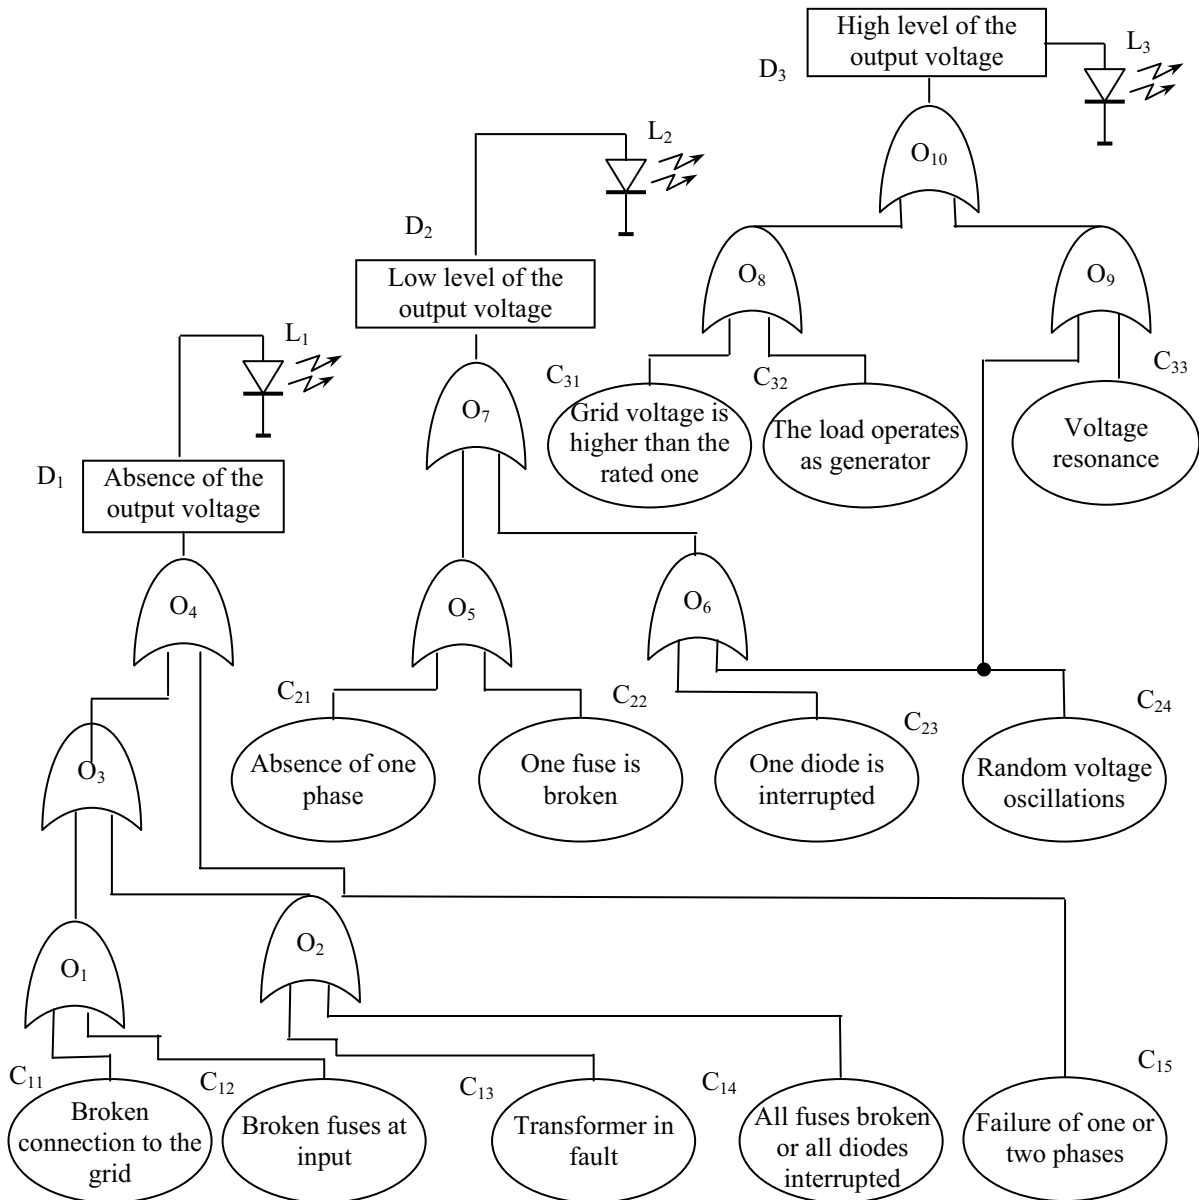 High level of the
output voltage
L₃
D₃
O₁₀
L₂
D₂
Low level of the
output voltage
O₈
O₉
L₁
C₃₁
C₃₂
C₃₃
Grid voltage is
higher than the
rated one
The load operates
as generator
Voltage
resonance
O₇
D₁
Absence of the
output voltage
O₄
O₅
O₆
C₂₁
C₂₂
C₂₃
C₂₄
Absence of one
phase
One fuse is
broken
One diode is
interrupted
Random voltage
oscillations
O₃
O₂
O₁
C₁₁
C₁₂
C₁₃
C₁₄
C₁₅
Broken
connection to the
grid
Broken fuses at
input
Transformer in
fault
All fuses broken
or all diodes
interrupted
Failure of one or
two phases